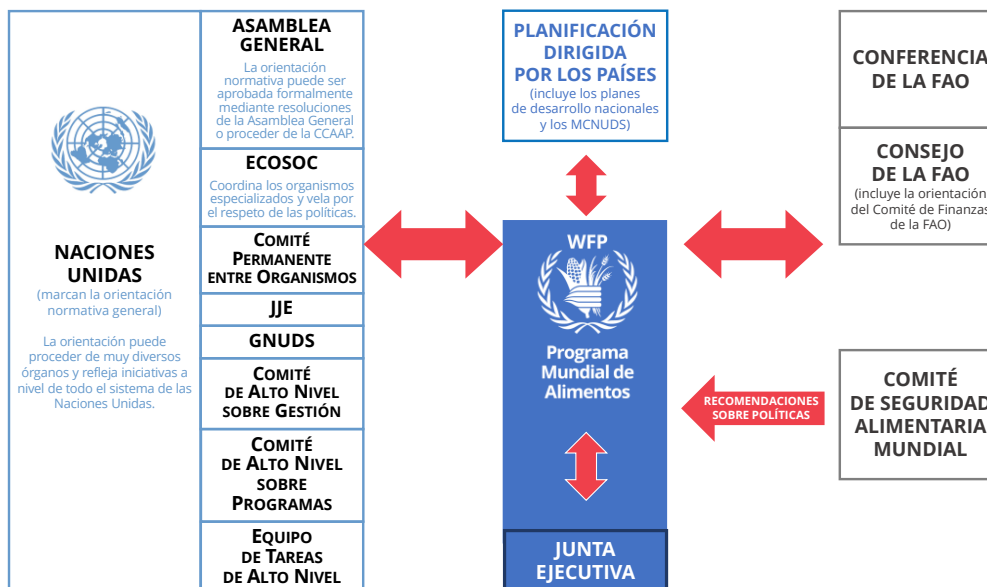 NACIONES
UNIDAS
(marcan la orientación
normativa general)
La orientación puede
proceder de muy diversos
órganos y refleja iniciativas a
nivel de todo el sistema de las
Naciones Unidas.
ASAMBLEA
GENERAL
La orientación
normativa puede ser
aprobada formalmente
mediante resoluciones
de la Asamblea General
o proceder de la CCAAP.
ECOSOC
Coordina los organismos
especializados y vela por
el respeto de las políticas.
COMITÉ
PERMANENTE
ENTRE ORGANISMOS
JJE
GNUDS
COMITÉ
DE ALTO NIVEL
SOBRE GESTIÓN
COMITÉ
DE ALTO NIVEL
SOBRE
PROGRAMAS
EQUIPO
DE TAREAS
DE ALTO NIVEL
PLANIFICACIÓN
DIRIGIDA
POR LOS PAÍSES
(incluye los planes
de desarrollo nacionales
y los MCNUDS)
WFP
Programa
Mundial de
Alimentos
JUNTA
EJECUTIVA
CONFERENCIA
DE LA FAO
CONSEJO
DE LA FAO
(incluye la orientación
del Comité de Finanzas
de la FAO)
RECOMENDACIONES
SOBRE POLÍTICAS
COMITÉ
DE SEGURIDAD
ALIMENTARIA
MUNDIAL